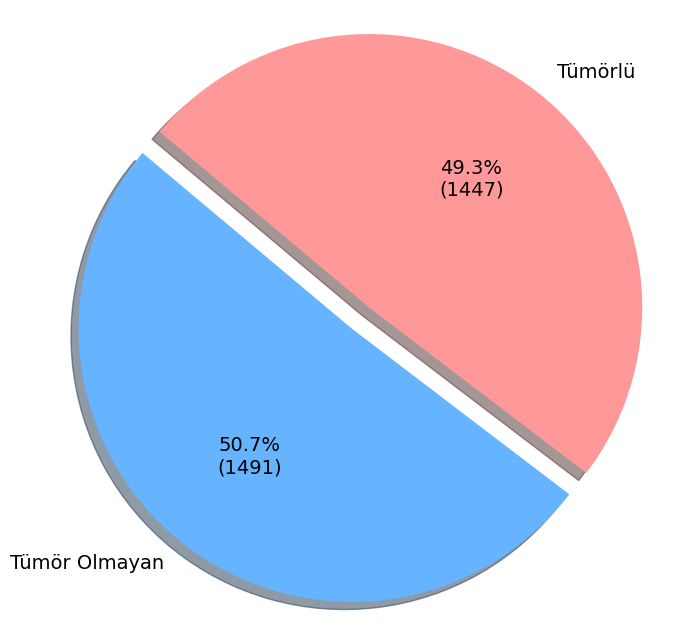 Tümörlü
49.3%
(1447)
50.7%
(1491)
Tümör Olmayan